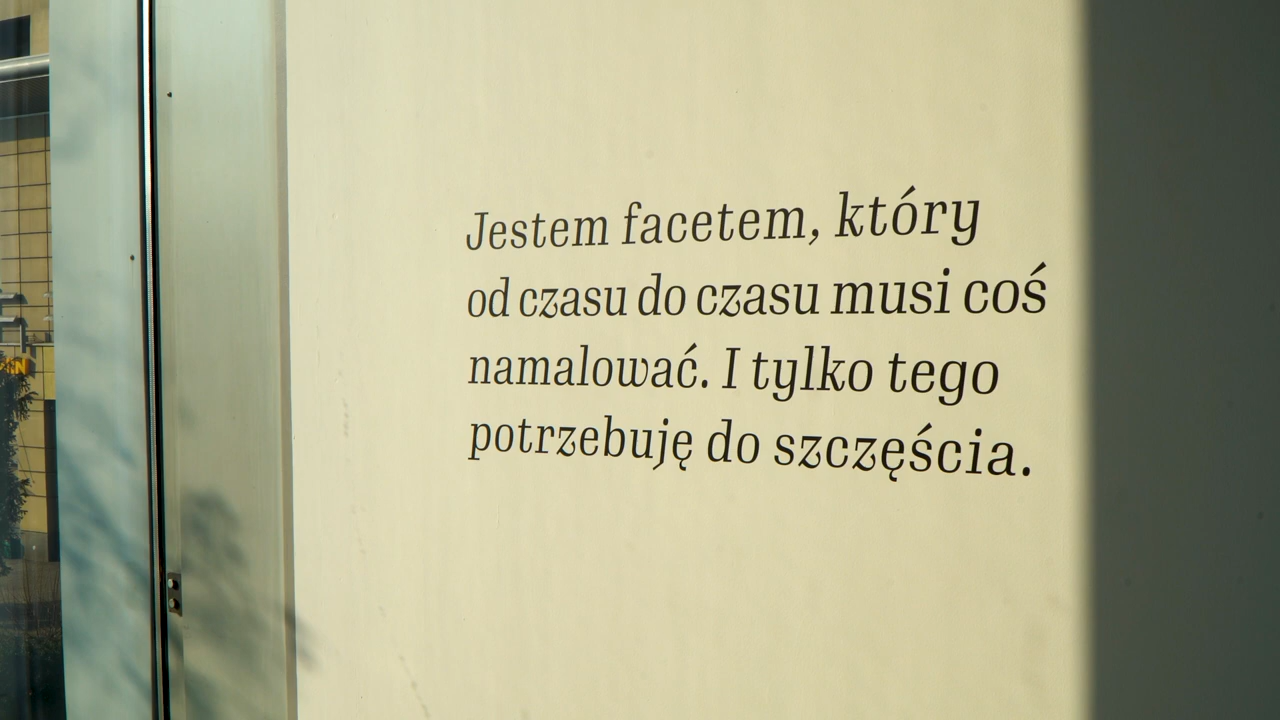 Jestem facetem, który
od czasu do czasu musi coś
namalować. I tylko tego
potrzebuję do szczęścia.